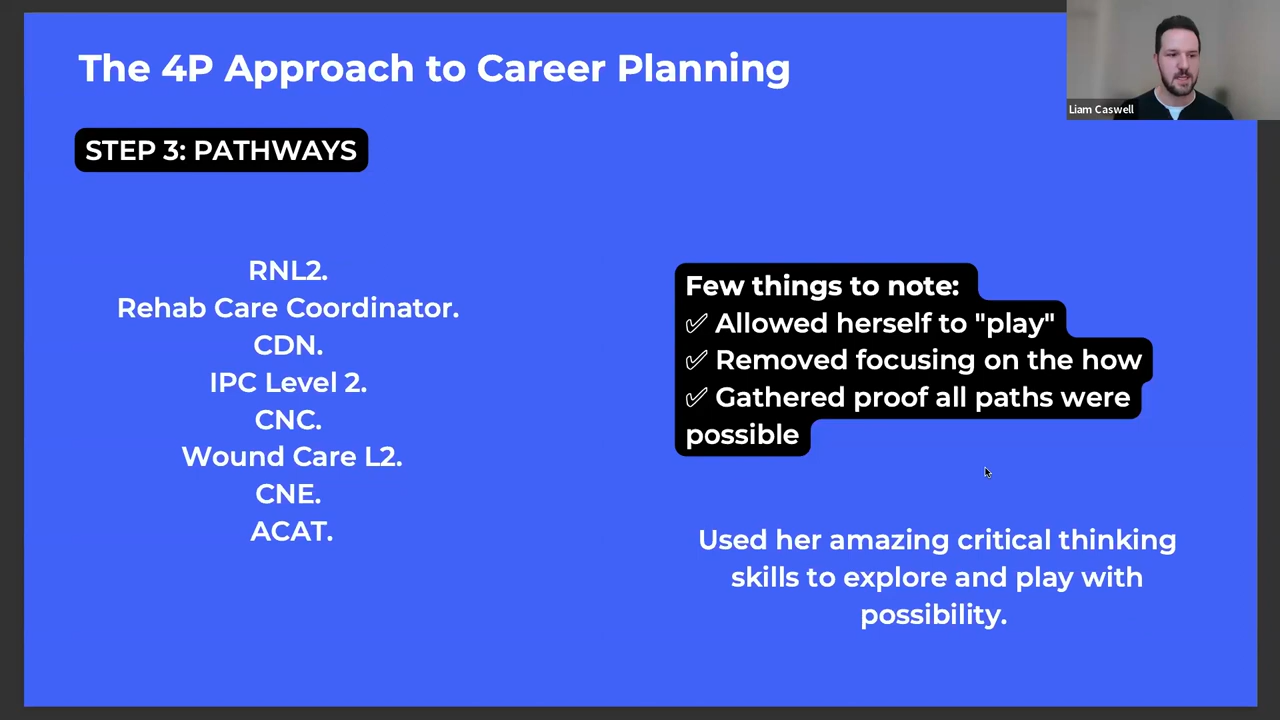 The 4P Approach to Career Planning
Liam Caswell
STEP 3: PATHWAYS
RNL2.
Rehab Care Coordinator.
CDN.
IPC Level 2.
CNC.
Wound Care L2.
CNE.
ACAT.
Few things to note:
✅ Allowed herself to "play"
✅ Removed focusing on the how
✅ Gathered proof all paths were
possible
Used her amazing critical thinking
skills to explore and play with
possibility.